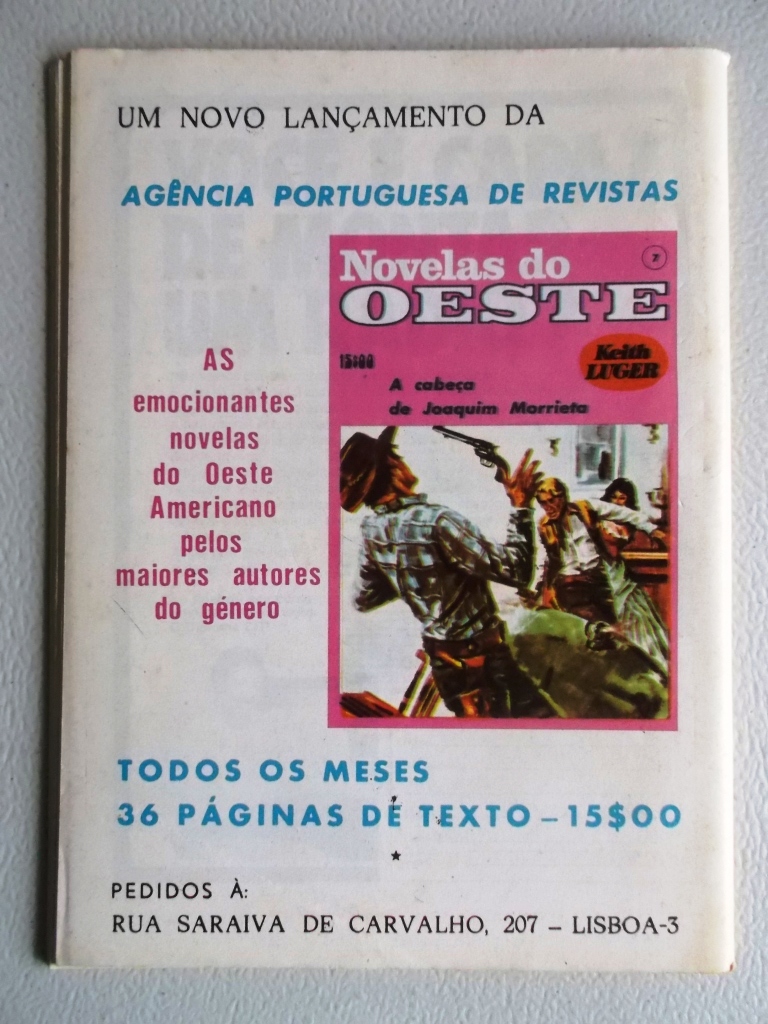 UM NOVO LANÇAMENTO DA
AGÊNCIA PORTUGUESA DE REVISTAS
Novelas do
7
OESTE
15$00
Keith
LUGER
A cabeça
de Joaquim Morrieta
AS
emocionantes
novelas
do Oeste
Americano
pelos
maiores autores
do género
TODOS OS MESES
36 PÁGINAS DE TEXTO – 15$00
★
PEDIDOS À:
RUA SARAIVA DE CARVALHO, 207 – LISBOA-3